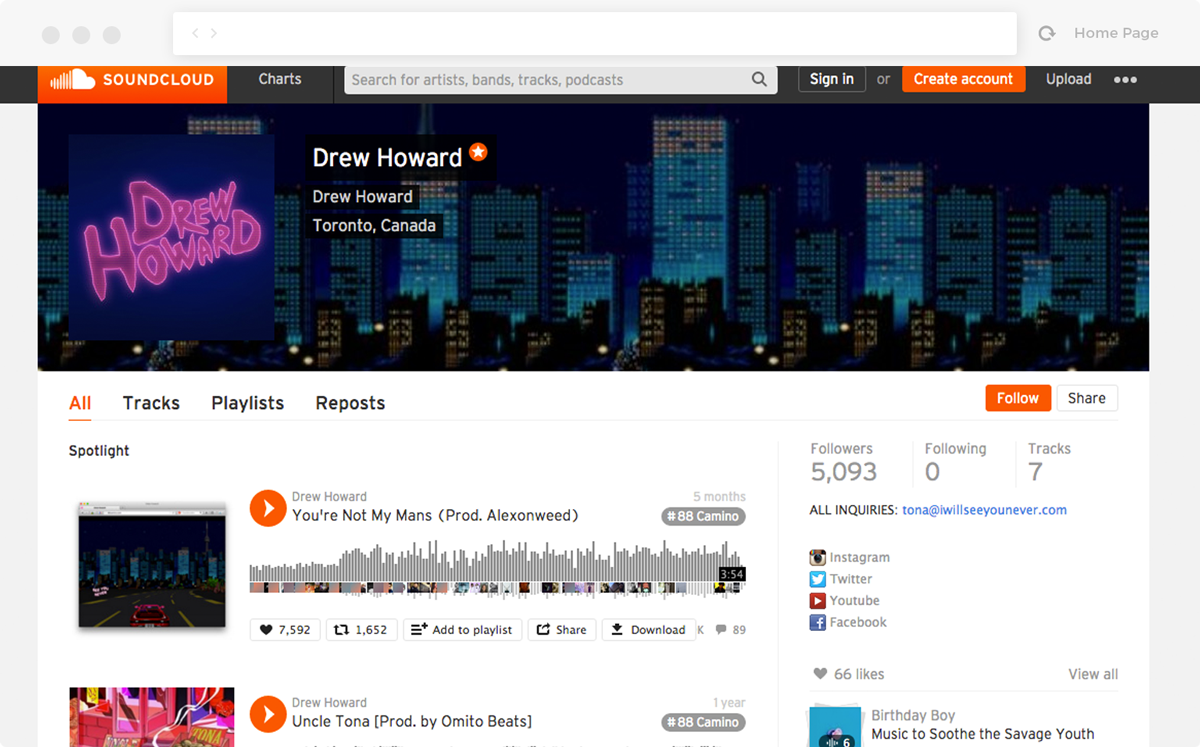 Home Page
SOUNDCLOUD
Charts
Search for artists, bands, tracks, podcasts
Sign in or Create account
Upload
DREW
HOWARD
Drew Howard
Drew Howard
Toronto, Canada
All Tracks Playlists Reposts
Follow Share
Spotlight
Drew Howard
5 months
You're Not My Mans (Prod. Alexonweed)
#88 Camino
3:54
7,592 1,652 Add to playlist Share Download K 89
Drew Howard
1 year
Uncle Tona [Prod. by Omito Beats]
#88 Camino
TONA!
Followers Following Tracks
5,093 0 7
ALL INQUIRIES: tona@iwillseeyounever.com
Instagram
Twitter
Youtube
Facebook
66 likes View all
Birthday Boy
Music to Soothe the Savage Youth
6